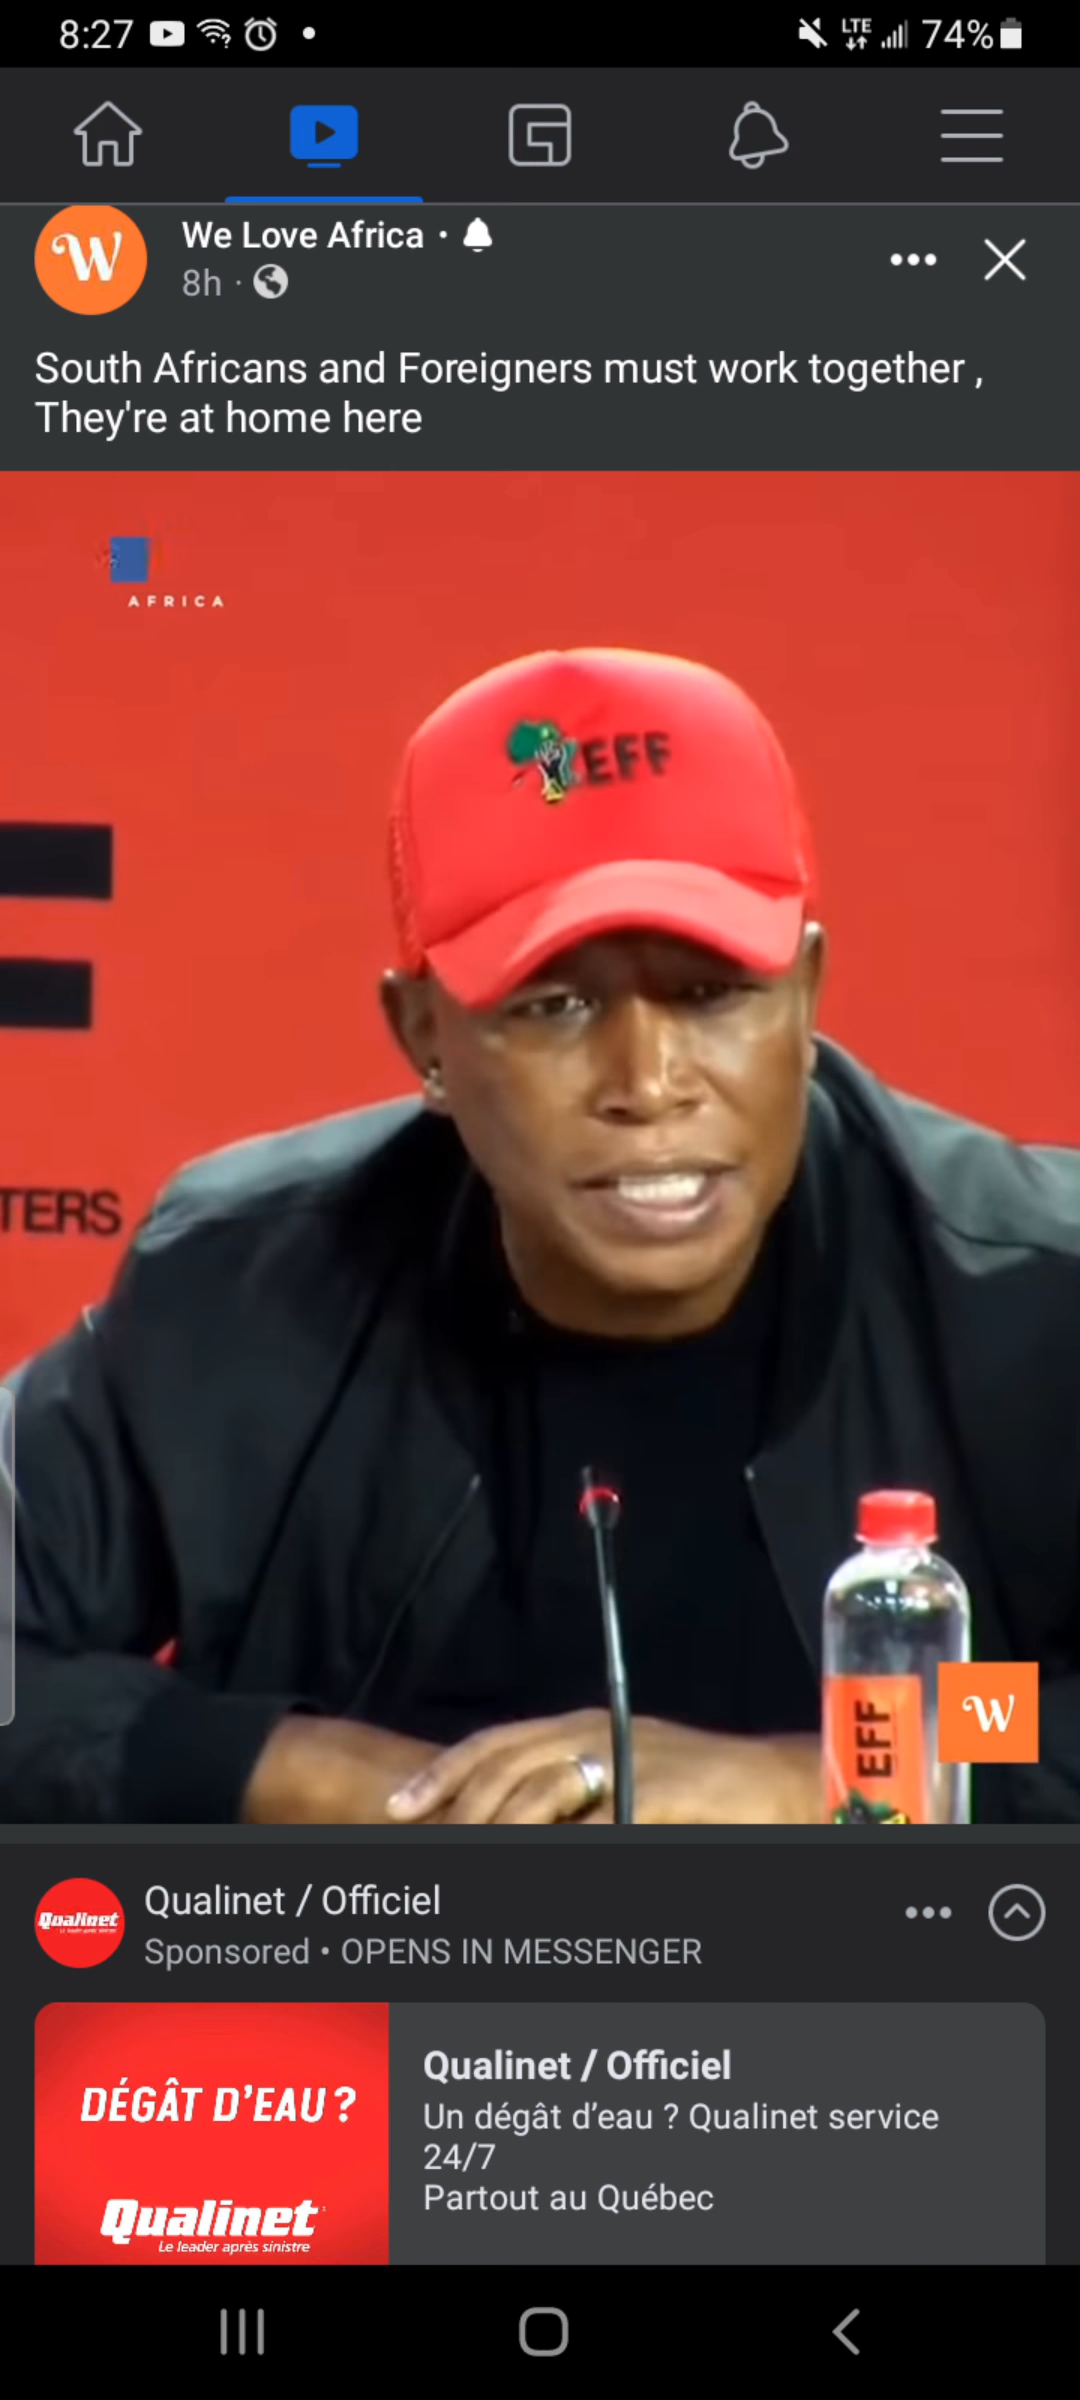 8:27
LTE 74%
We Love Africa ·
8h ·
South Africans and Foreigners must work together ,
They're at home here
AFRICA
EFF
TERS
EFF
W
Qualinet / Officiel
Sponsored • OPENS IN MESSENGER
Qualinet
DÉGÂT D'EAU ?
Qualinet
Le leader après sinistre
Qualinet / Officiel
Un dégât d'eau ? Qualinet service
24/7
Partout au Québec